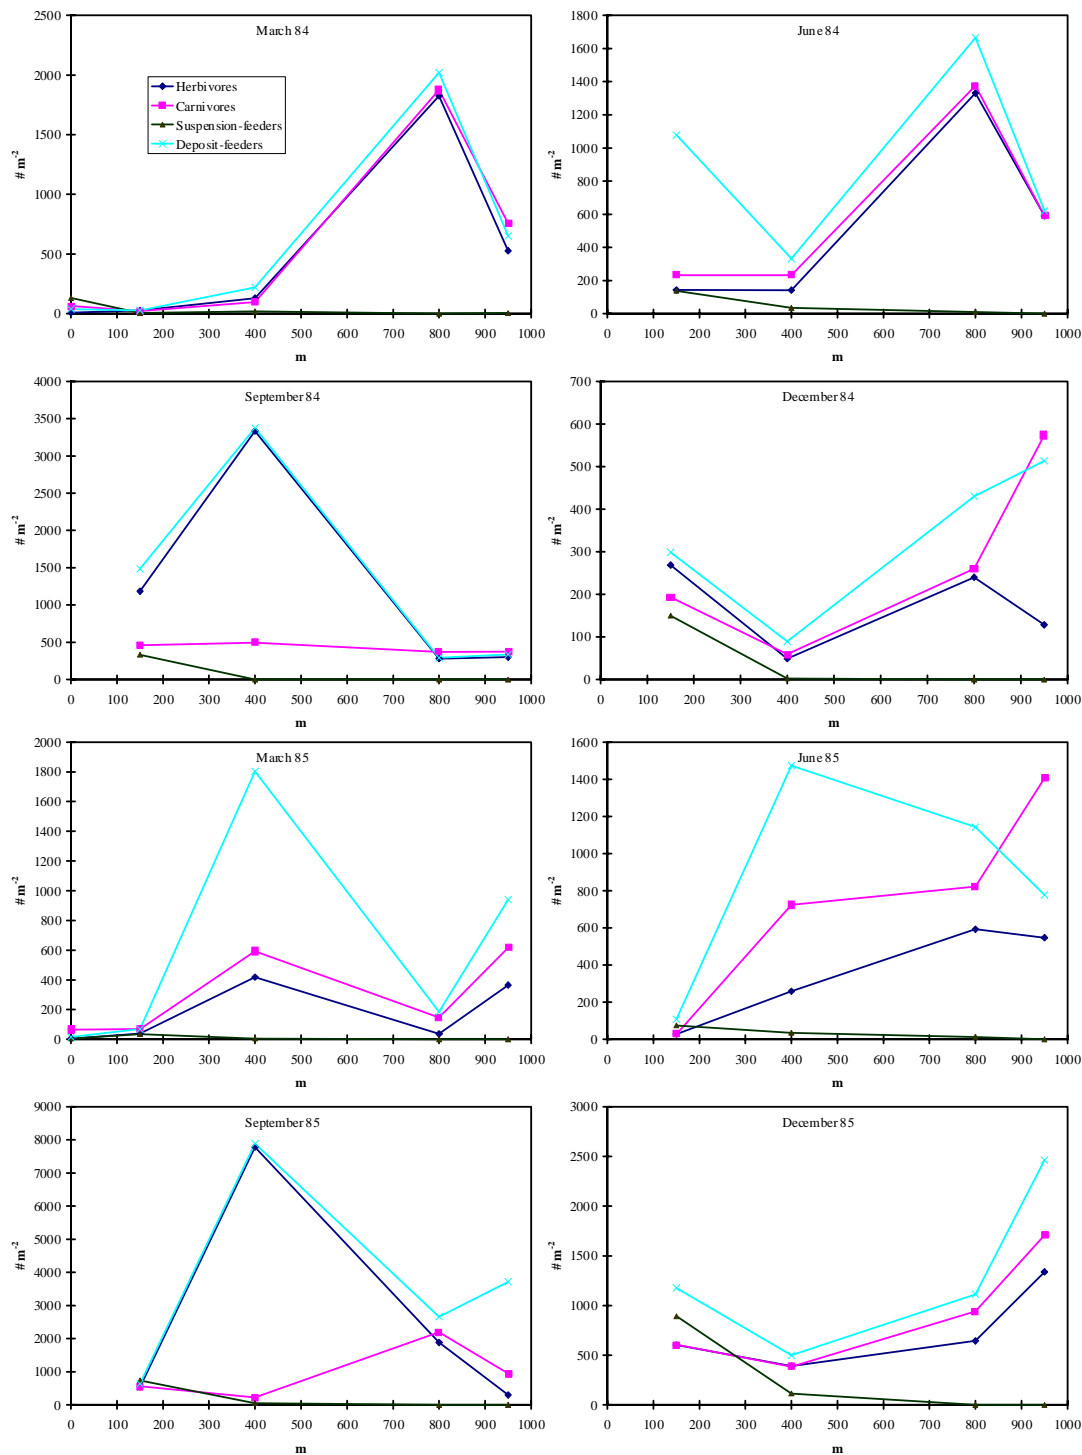 March 84
2500
2000
1500
1000
500
0
# m-2
Herbivores
Carnivores
Suspension-feeders
Deposit-feeders
0 100 200 300 400 500 600 700 800 900 1000
m
June 84
1800
1600
1400
1200
1000
800
600
400
200
0
# m-2
0 100 200 300 400 500 600 700 800 900 1000
m
September 84
4000
3500
3000
2500
2000
1500
1000
500
0
# m-2
0 100 200 300 400 500 600 700 800 900 1000
m
December 84
700
600
500
400
300
200
100
0
# m-2
0 100 200 300 400 500 600 700 800 900 1000
m
March 85
2000
1800
1600
1400
1200
1000
800
600
400
200
0
# m-2
0 100 200 300 400 500 600 700 800 900 1000
m
June 85
1600
1400
1200
1000
800
600
400
200
0
# m-2
0 100 200 300 400 500 600 700 800 900 1000
m
September 85
9000
8000
7000
6000
5000
4000
3000
2000
1000
0
# m-2
0 100 200 300 400 500 600 700 800 900 1000
m
December 85
3000
2500
2000
1500
1000
500
0
# m-2
0 100 200 300 400 500 600 700 800 900 1000
m